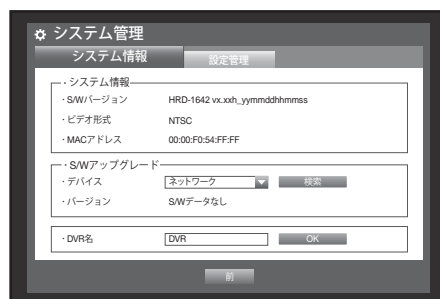 システム管理
システム情報
設定管理
・システム情報
・S/Wバージョン HRD-1642 vx.xxh_yymmddhhmmss
・ビデオ形式 NTSC
・MACアドレス 00:00:F0:54:FF:FF
・S/Wアップグレード
・デバイス ネットワーク 検索
・バージョン S/Wデータなし
・DVR名 DVR OK
前